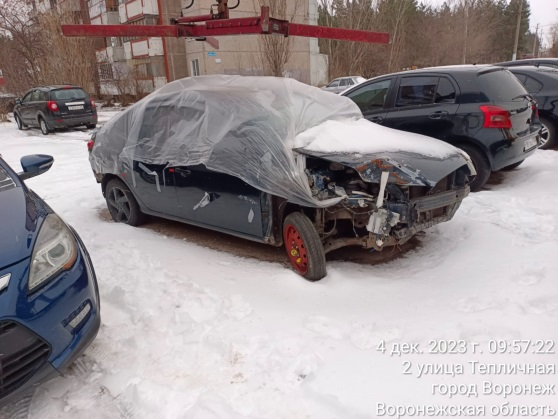 4 дек. 2023 г. 09:57:22
2 улица Тепличная
город Воронеж
Воронежская область